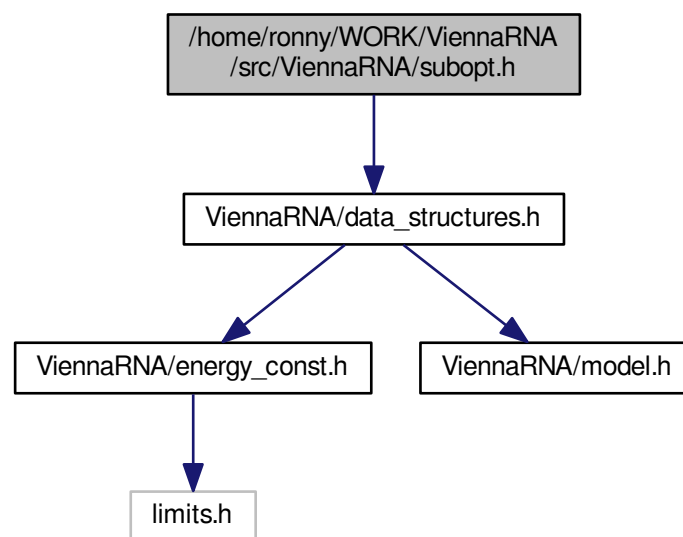 /home/ronny/WORK/ViennaRNA
/src/ViennaRNA/subopt.h
ViennaRNA/data_structures.h
ViennaRNA/energy_const.h
ViennaRNA/model.h
limits.h